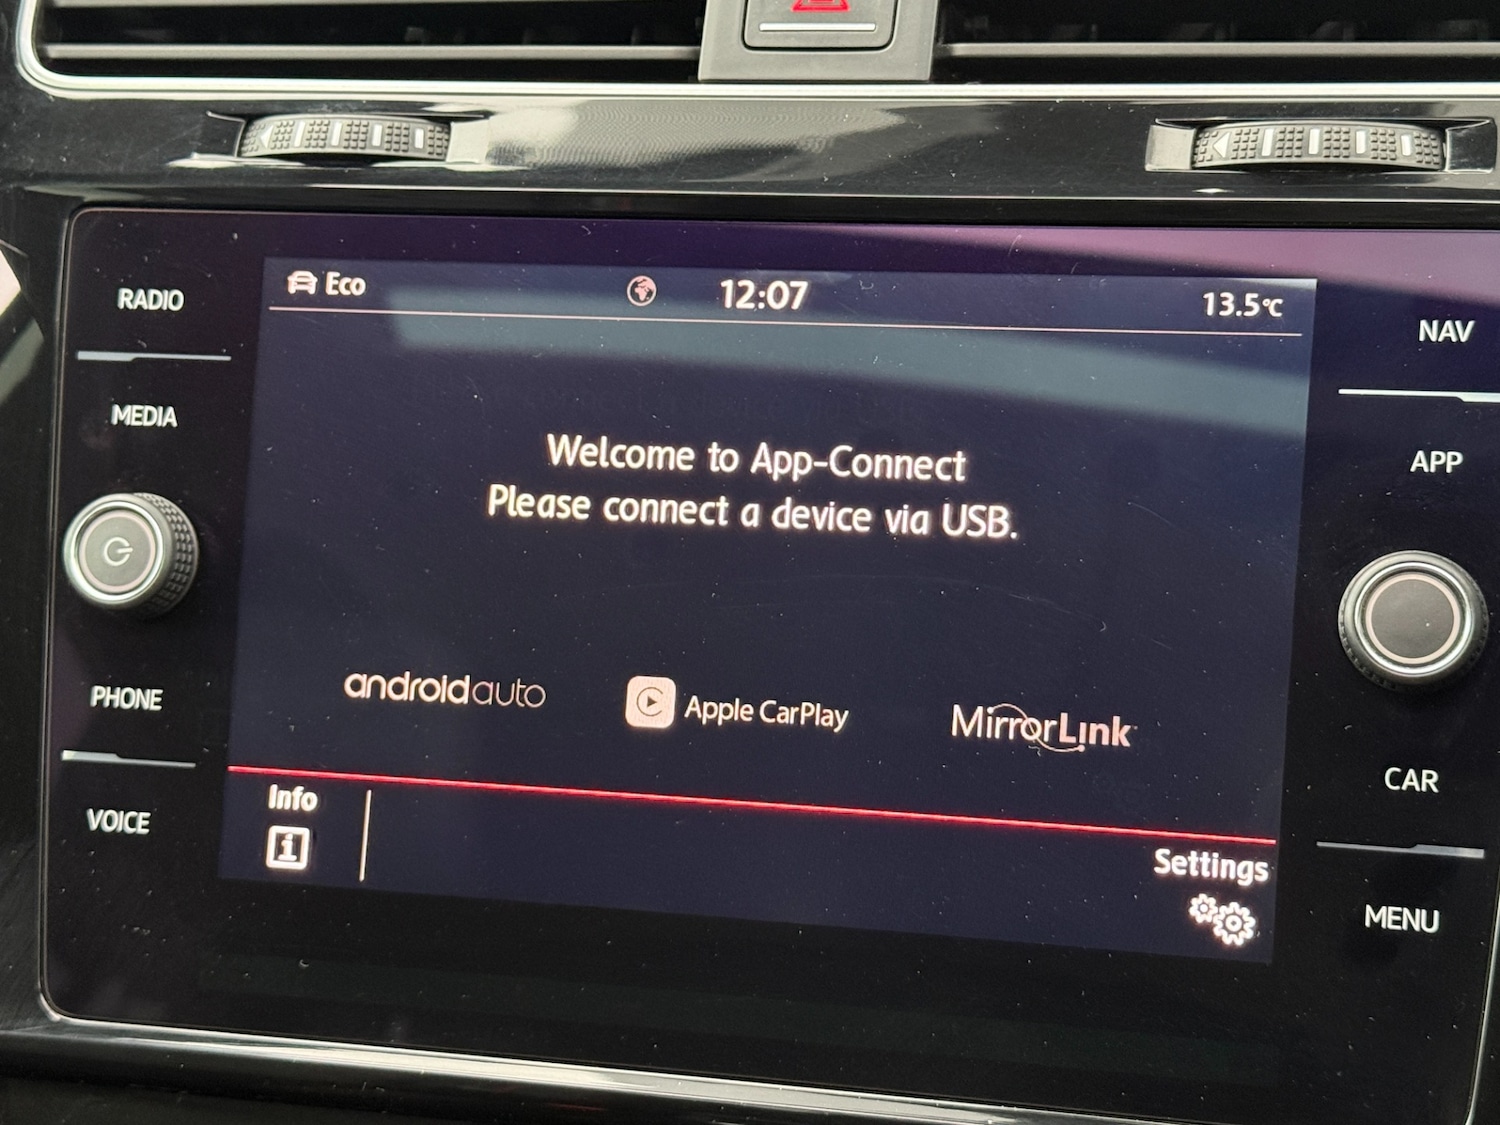 RADIO
MEDIA
PHONE
VOICE
Eco
12:07
13.5°C
Welcome to App-Connect
Please connect a device via USB.
androidauto
Apple CarPlay
MirrorLink
Info
Settings
NAV
APP
CAR
MENU